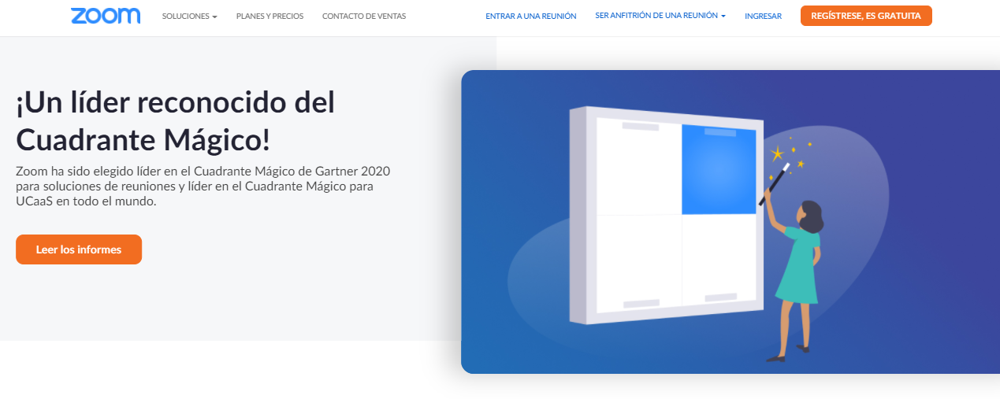 zoom
SOLUCIONES
PLANES Y PRECIOS
CONTACTO DE VENTAS
ENTRAR A UNA REUNIÓN
SER ANFITRIÓN DE UNA REUNIÓN
INGRESAR
REGÍSTRESE, ES GRATUITA
¡Un líder reconocido del
Cuadrante Mágico!
Zoom ha sido elegido líder en el Cuadrante Mágico de Gartner 2020
para soluciones de reuniones y líder en el Cuadrante Mágico para
UCaaS en todo el mundo.
Leer los informes